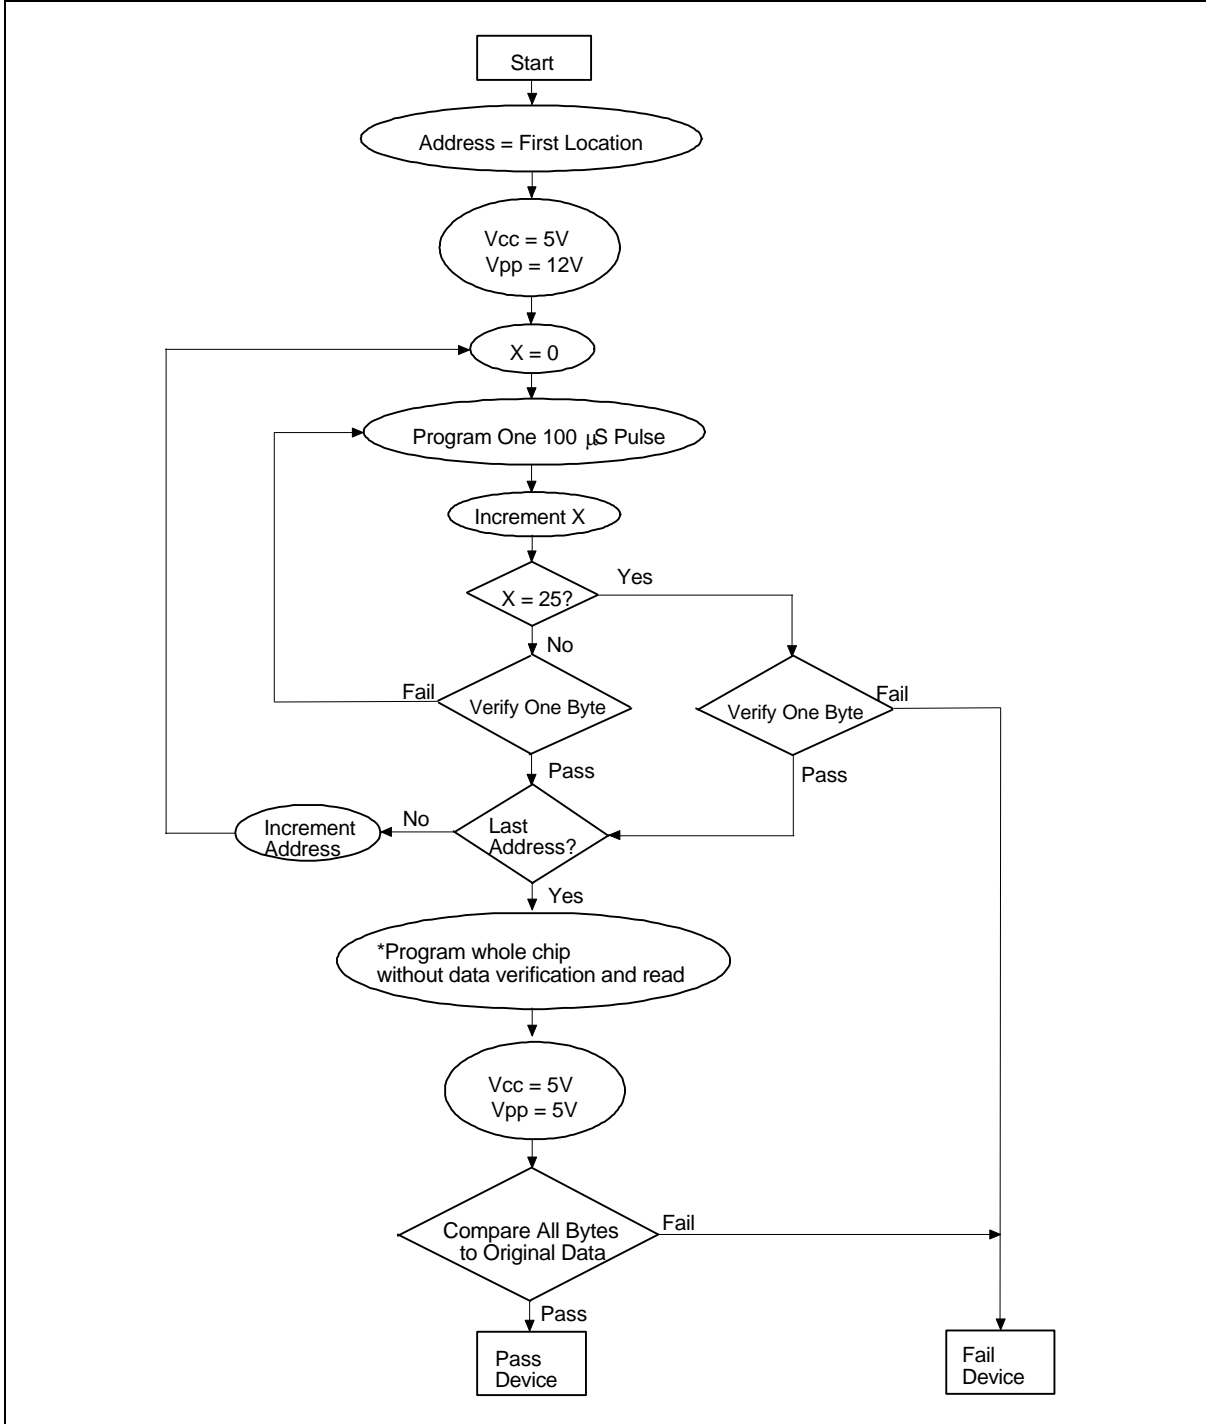 Start
Address = First Location
Vcc = 5V
Vpp = 12V
X = 0
Program One 100 µS Pulse
Increment X
X = 25?
Yes
No
Fail
Verify One Byte
Verify One Byte
Fail
Pass
Pass
Increment
Address
No
Last
Address?
Yes
*Program whole chip
without data verification and read
Vcc = 5V
Vpp = 5V
Compare All Bytes
to Original Data
Fail
Pass
Pass
Device
Fail
Device